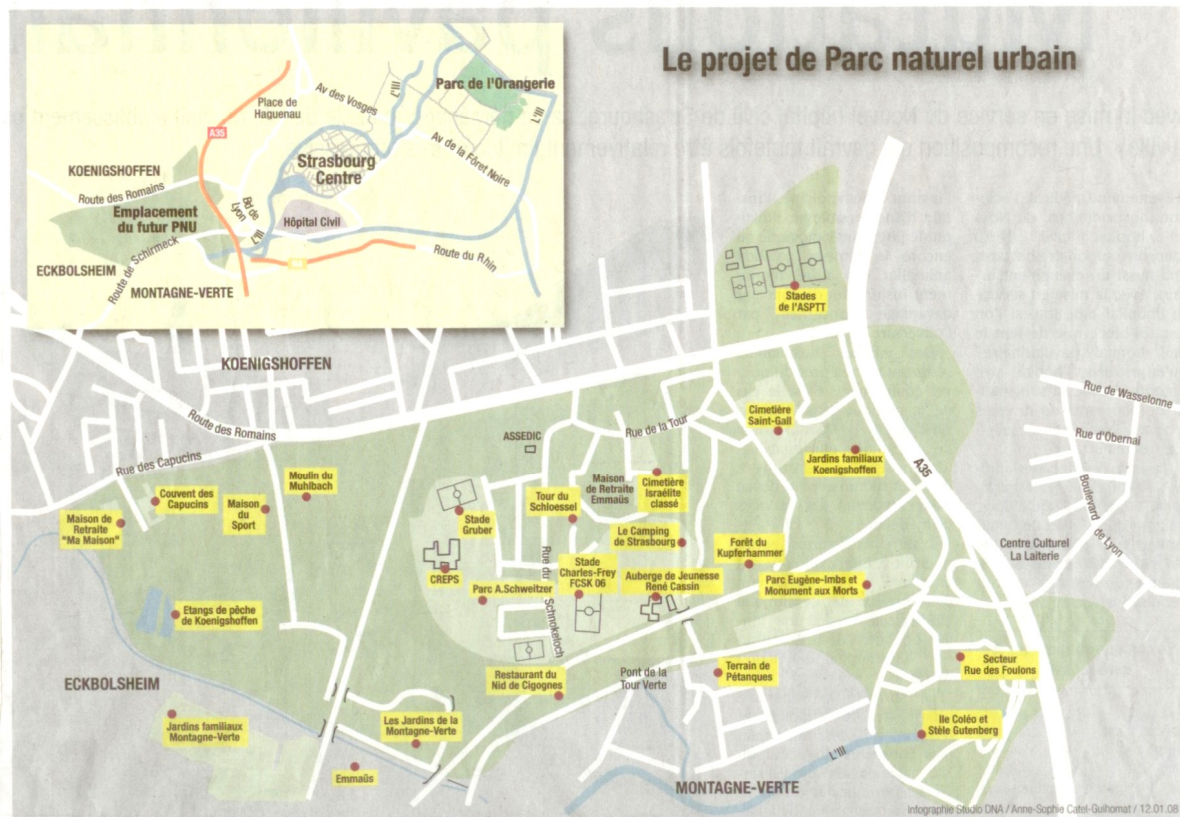 Le projet de Parc naturel urbain
Parc de l'Orangerie
L'Ill
L'Ill
Av des Vosges
Place de
Haguenau
A35
Av de la Fôret Noire
Strasbourg
Centre
KOENIGSHOFFEN
Route des Romains
Bd de
Lyon
Emplacement
du futur PNU
Hôpital Civil
L'Ill
Route de Schirmeck
Route du Rhin
ECKBOLSHEIM
MONTAGNE-VERTE
Stades
de l'ASPTT
KOENIGSHOFFEN
Route des Romains
Rue de Wasselonne
Rue d'Obernai
Boulevard
de Lyon
A35
Cimetière
Saint-Gall
Rue de la Tour
ASSEDIC
Jardins familiaux
Koenigshoffen
Rue des Capucins
Moulin du
Muhlbach
Couvent des
Capucins
Maison
du
Sport
Maison de
Retraite
"Ma Maison"
Maison
de Retraite
Emmaüs
Cimetière
Israélite
classé
Tour du
Schloessel
Stade
Gruber
Le Camping
de Strasbourg
Forêt du
Kupferhammer
Centre Culturel
La Laiterie
CREPS
Rue du
Schnokeloch
Stade
Charles-Frey
FCSK 06
Auberge de Jeunesse
René Cassin
Parc Eugène-Imbs et
Monument aux Morts
Parc A.Schweitzer
Etangs de pêche
de Koenigshoffen
Secteur
Rue des Foulons
Restaurant du
Nid de Cigognes
Pont de la
Tour Verte
Terrain de
Pétanques
ECKBOLSHEIM
Jardins familiaux
Montagne-Verte
Les Jardins de la
Montagne-Verte
Ile Coléo et
Stèle Gutenberg
Emmaüs
L'Ill
MONTAGNE-VERTE
Infographie Studio DNA / Anne-Sophie Catel-Guihomat / 12.01.08